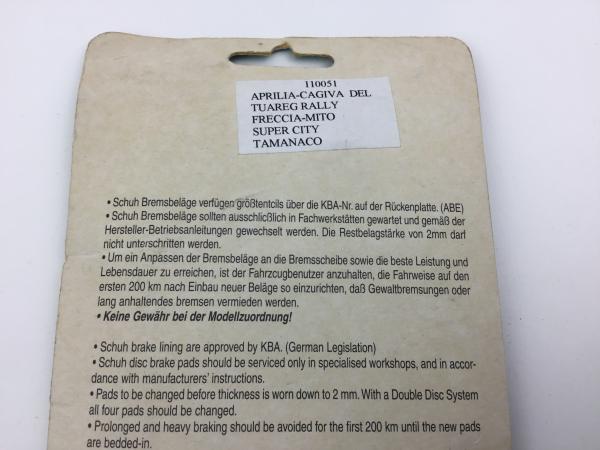 110051
APRILIA-CAGIVA DEL
TUAREG RALLY
FRECCIA-MITO
SUPER CITY
TAMANACO
• Schuh Bremsbeläge verfügen größtenteils über die KBA-Nr. auf der Rückenplatte. (ABE)
• Schuh Bremsbeläge sollten ausschließlich in Fachwerkstätten gewartet und gemäß der
Hersteller-Betriebsanleitungen gewechselt werden. Die Restbelagstärke von 2mm darf
nicht unterschritten werden.
• Um ein Anpassen der Bremsbeläge an die Bremsscheibe sowie die beste Leistung und
Lebensdauer zu erreichen, ist der Fahrzeugbenutzer anzuhalten, die Fahrweise auf den
ersten 200 km nach Einbau neuer Beläge so einzurichten, daß Gewaltbremsungen oder
lang anhaltendes bremsen vermieden werden.
• Keine Gewähr bei der Modellzuordnung!
• Schuh brake lining are approved by KBA. (German Legislation)
• Schuh disc brake pads should be serviced only in specialised workshops, and in accor-
dance with manufacturers' instructions.
• Pads to be changed before thickness is worn down to 2 mm. With a Double Disc System
all four pads should be changed.
• Prolonged and heavy braking should be avoided for the first 200 km until the new pads
are bedded-in.